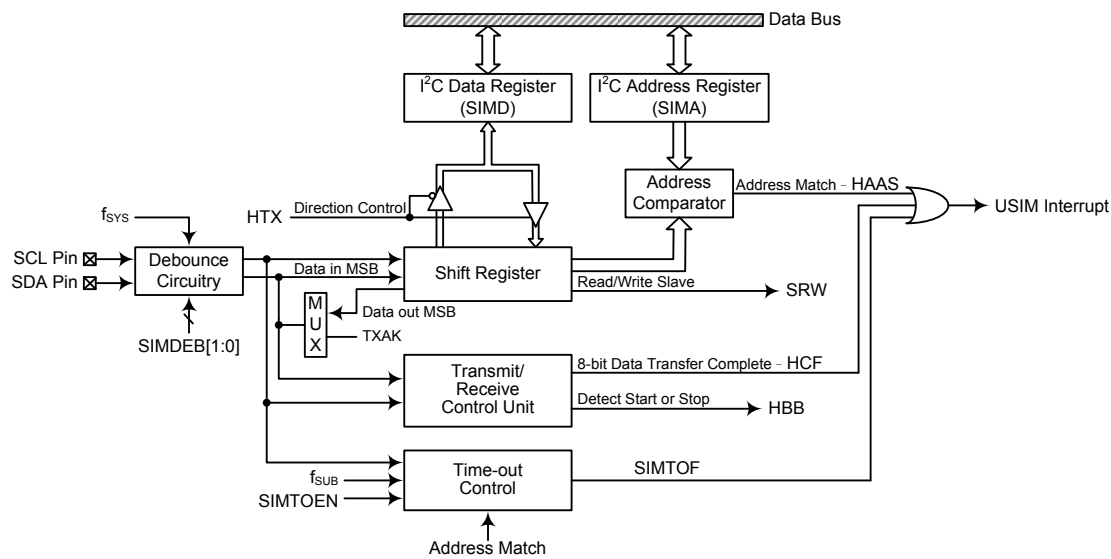 Data Bus
I²C Data Register
(SIMD)
I²C Address Register
(SIMA)
Address
Comparator
Address Match - HAAS
USIM Interrupt
HTX
Direction Control
fSYS
SCL Pin
SDA Pin
Debounce
Circuitry
SIMDEB[1:0]
Data in MSB
Shift Register
Read/Write Slave
SRW
M
U
X
Data out MSB
TXAK
Transmit/
Receive
Control Unit
8-bit Data Transfer Complete - HCF
Detect Start or Stop
HBB
fSUB
SIMTOEN
Time-out
Control
SIMTOF
Address Match